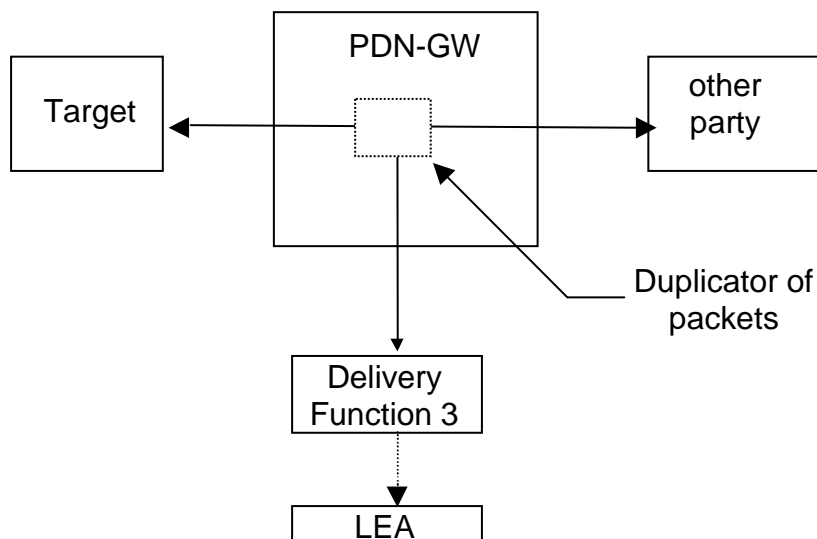 PDN-GW
Target
other
party
Duplicator of
packets
Delivery
Function 3
LEA